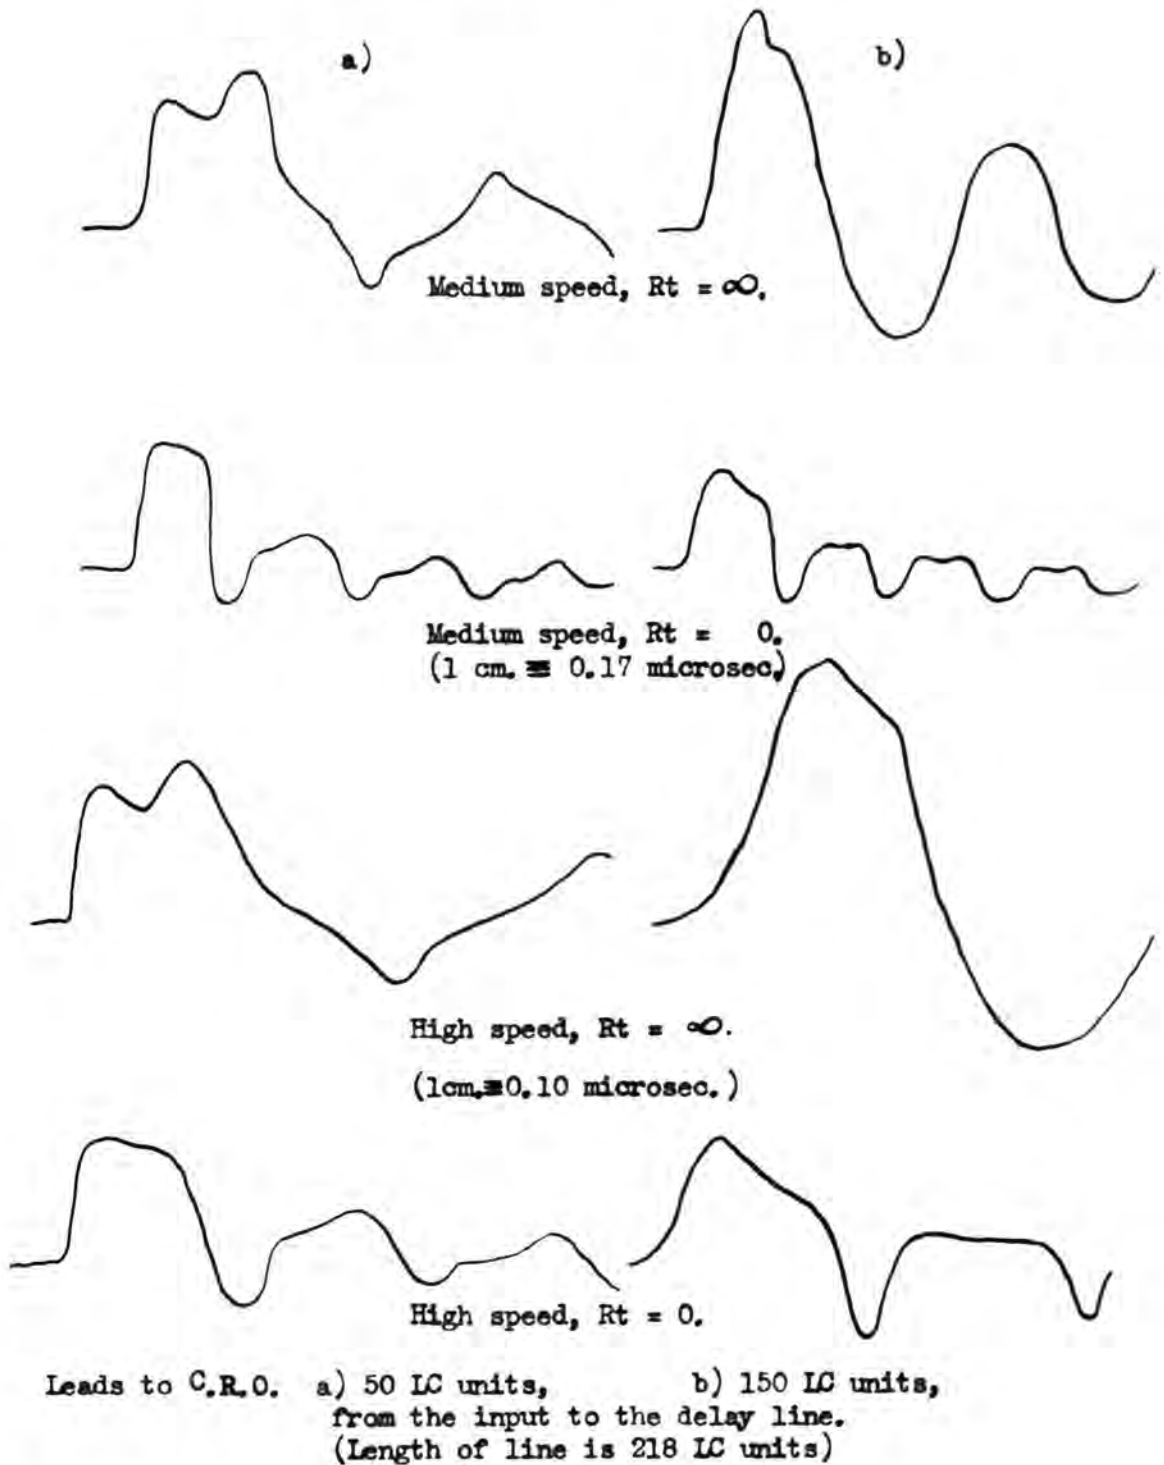 a) b)
Medium speed, Rt = ∞.
Medium speed, Rt = 0.
(1 cm. ≡ 0.17 microsec.)
High speed, Rt = ∞.
(1cm.≡0.10 microsec.)
High speed, Rt = 0.
Leads to C.R.O. a) 50 LC units, b) 150 LC units,
from the input to the delay line.
(Length of line is 218 LC units)